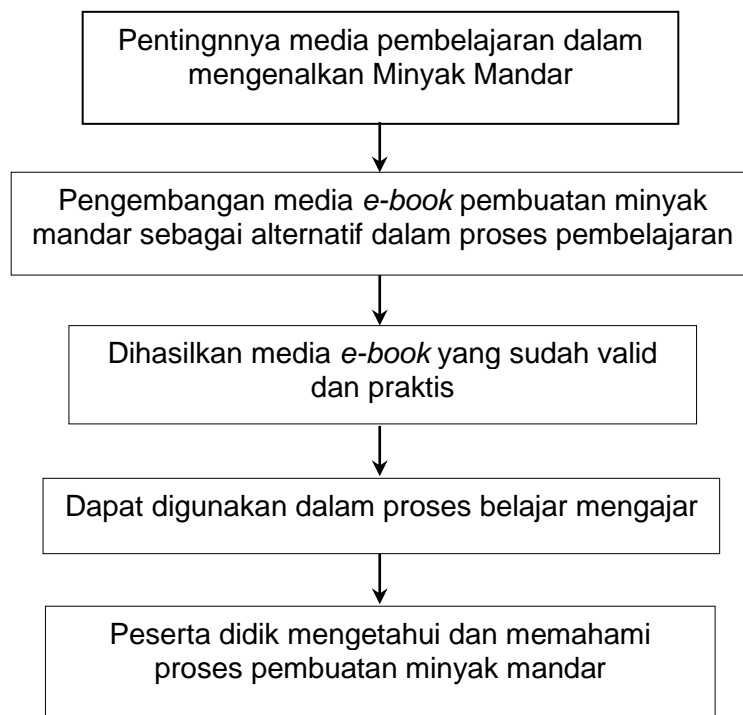 Pentingnnya media pembelajaran dalam
mengenalkan Minyak Mandar
Pengembangan media e-book pembuatan minyak
mandar sebagai alternatif dalam proses pembelajaran
Dihasilkan media e-book yang sudah valid
dan praktis
Dapat digunakan dalam proses belajar mengajar
Peserta didik mengetahui dan memahami
proses pembuatan minyak mandar